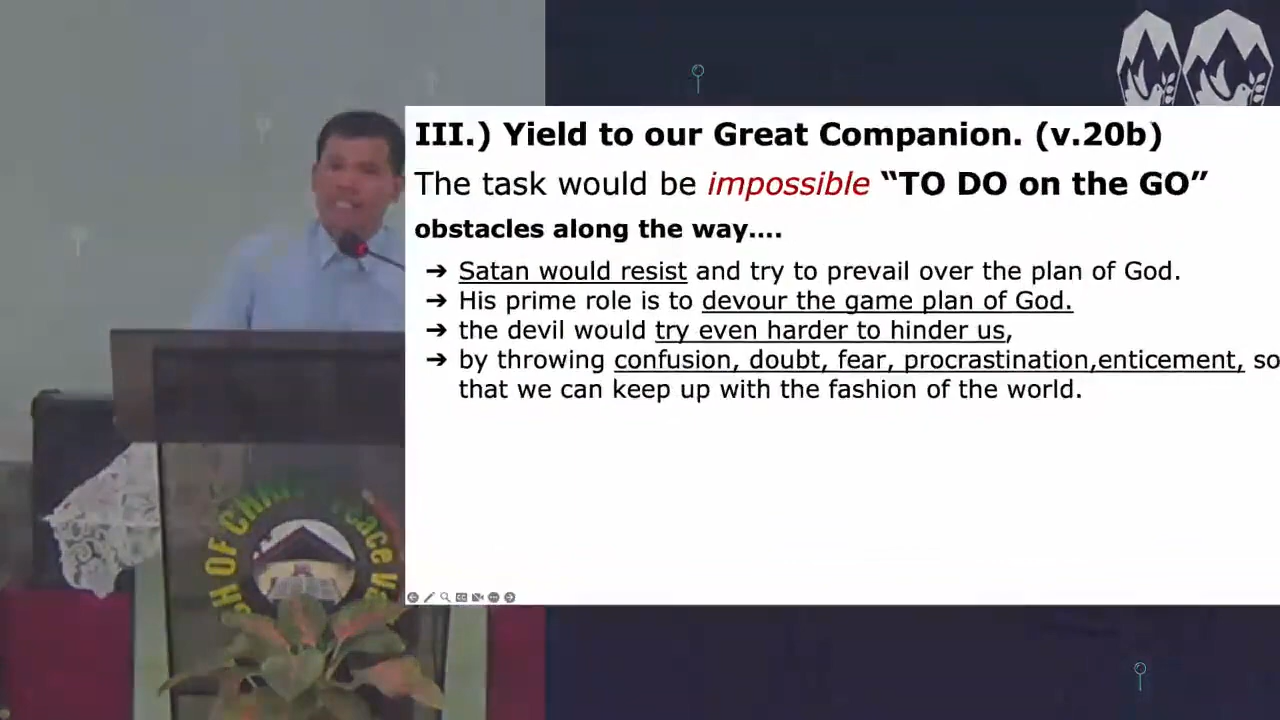 III.) Yield to our Great Companion. (v.20b)
The task would be impossible “TO DO on the GO”
obstacles along the way....
➔ Satan would resist and try to prevail over the plan of God.
➔ His prime role is to devour the game plan of God.
➔ the devil would try even harder to hinder us,
➔ by throwing confusion, doubt, fear, procrastination,enticement, so
that we can keep up with the fashion of the world.
OF CHRIST